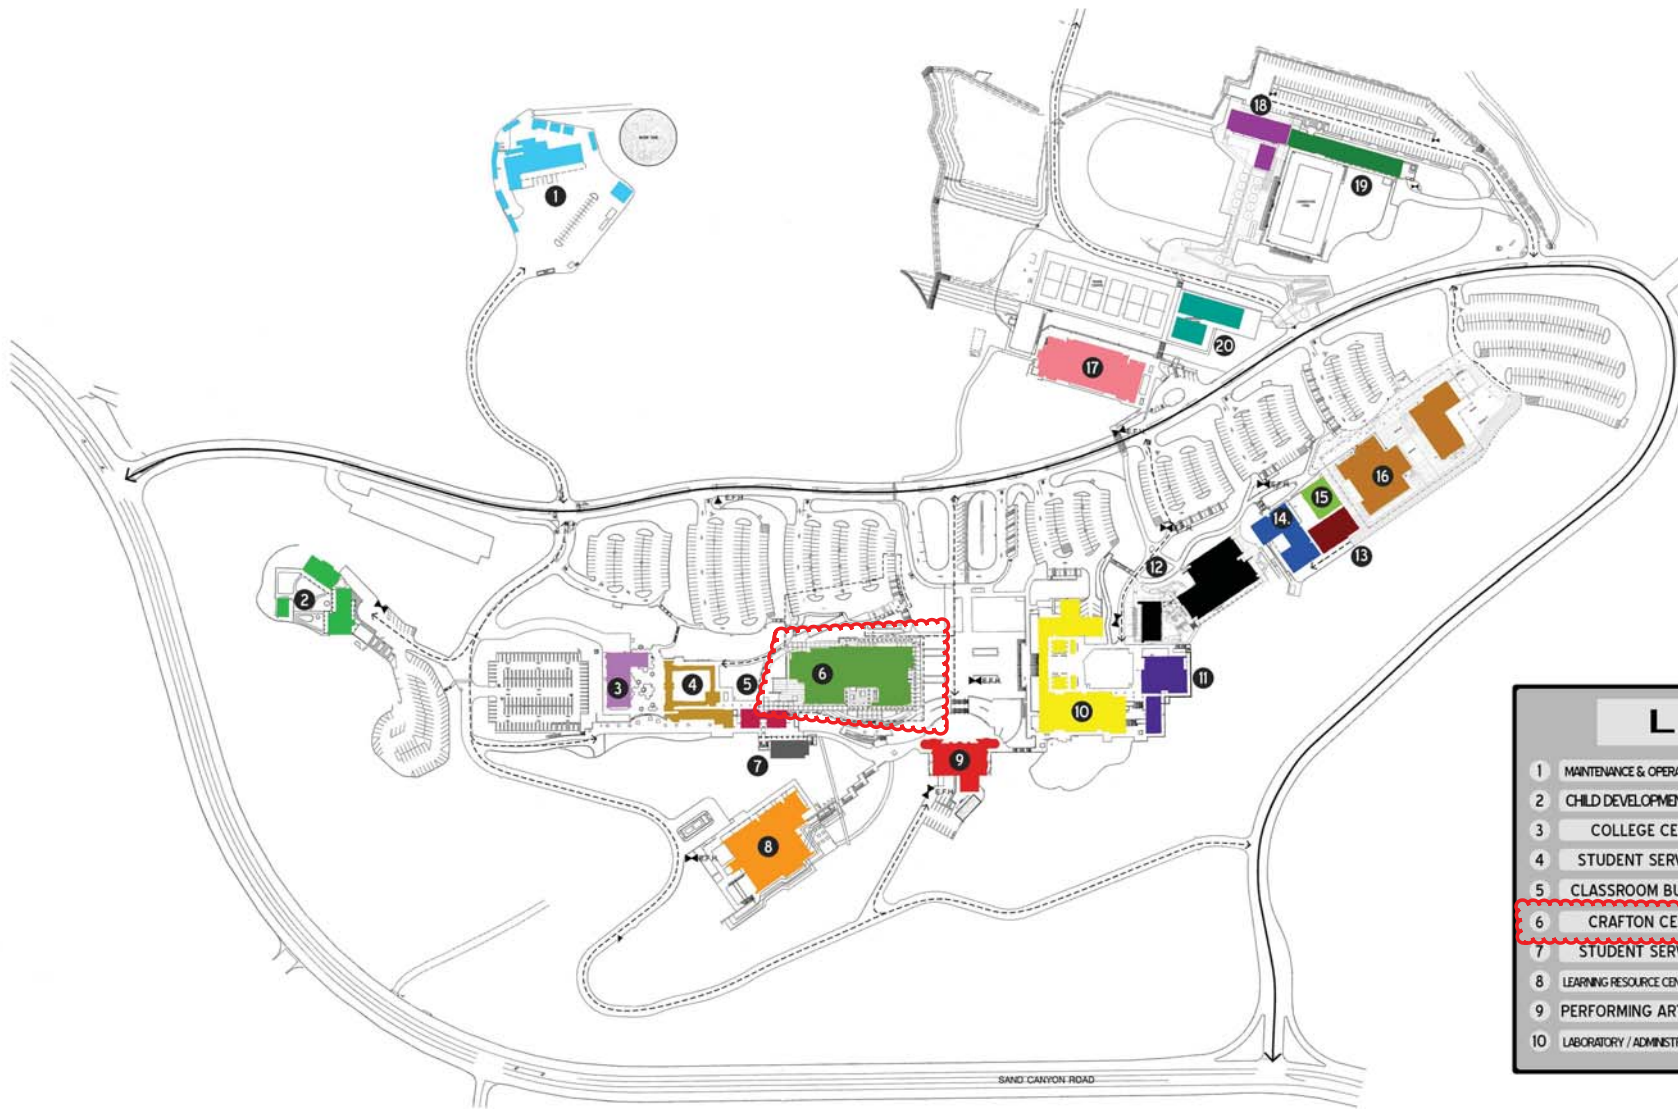 18
1
19
20
17
E.F.H.
E.F.H.
16
15
14.
13
12
2
6
3
4
5
11
10
7
9
E.F.H.
8
L
1 MAINTENANCE & OPERA
2 CHILD DEVELOPMEN
3 COLLEGE CE
4 STUDENT SERV
5 CLASSROOM BU
6 CRAFTON CE
7 STUDENT SERV
8 LEARNING RESOURCE CEN
9 PERFORMING AR
10 LABORATORY / ADMINIST
SAND CANYON ROAD